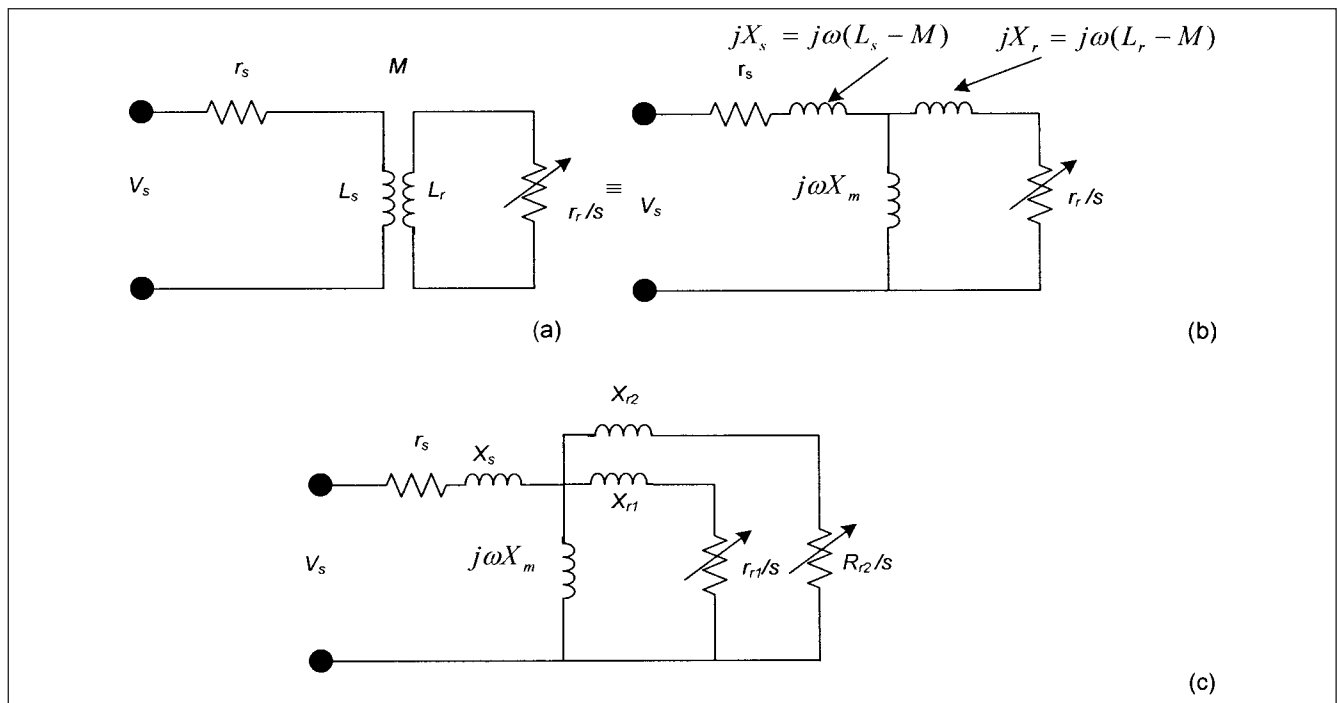 r_s
M
V_s
L_s
L_r
r_r/s
(a)
≡
jX_s = jω(L_s − M)
jX_r = jω(L_r − M)
r_s
V_s
jωX_m
r_r/s
(b)
X_r2
r_s
X_s
X_r1
V_s
jωX_m
r_r1/s
R_r2/s
(c)